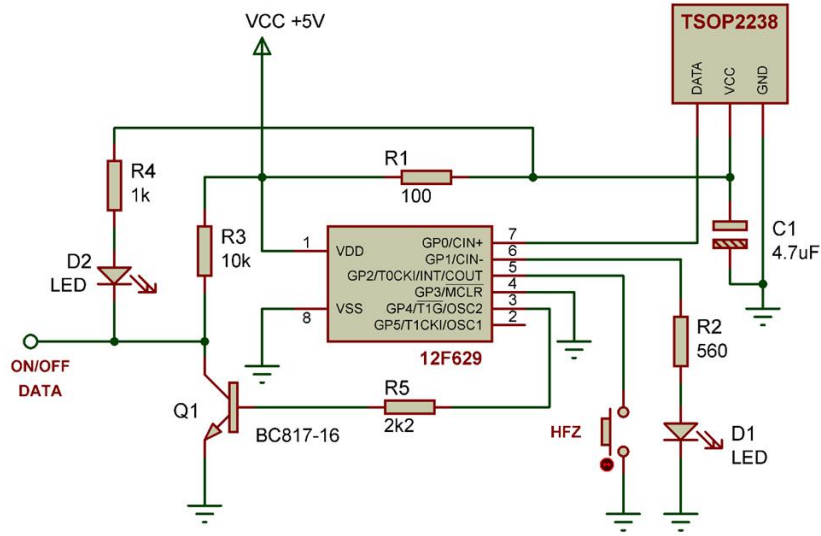 VCC +5V
TSOP2238
DATA
VCC
GND
R4
1k
R1
100
R3
10k
C1
4.7uF
D2
LED
1
VDD
8
VSS
GP0/CIN+
7
GP1/CIN-
6
GP2/T0CKI/INT/COUT
5
GP3/MCLR
4
GP4/T1G/OSC2
3
GP5/T1CKI/OSC1
2
12F629
R2
560
ON/OFF
DATA
Q1
BC817-16
R5
2k2
HFZ
D1
LED